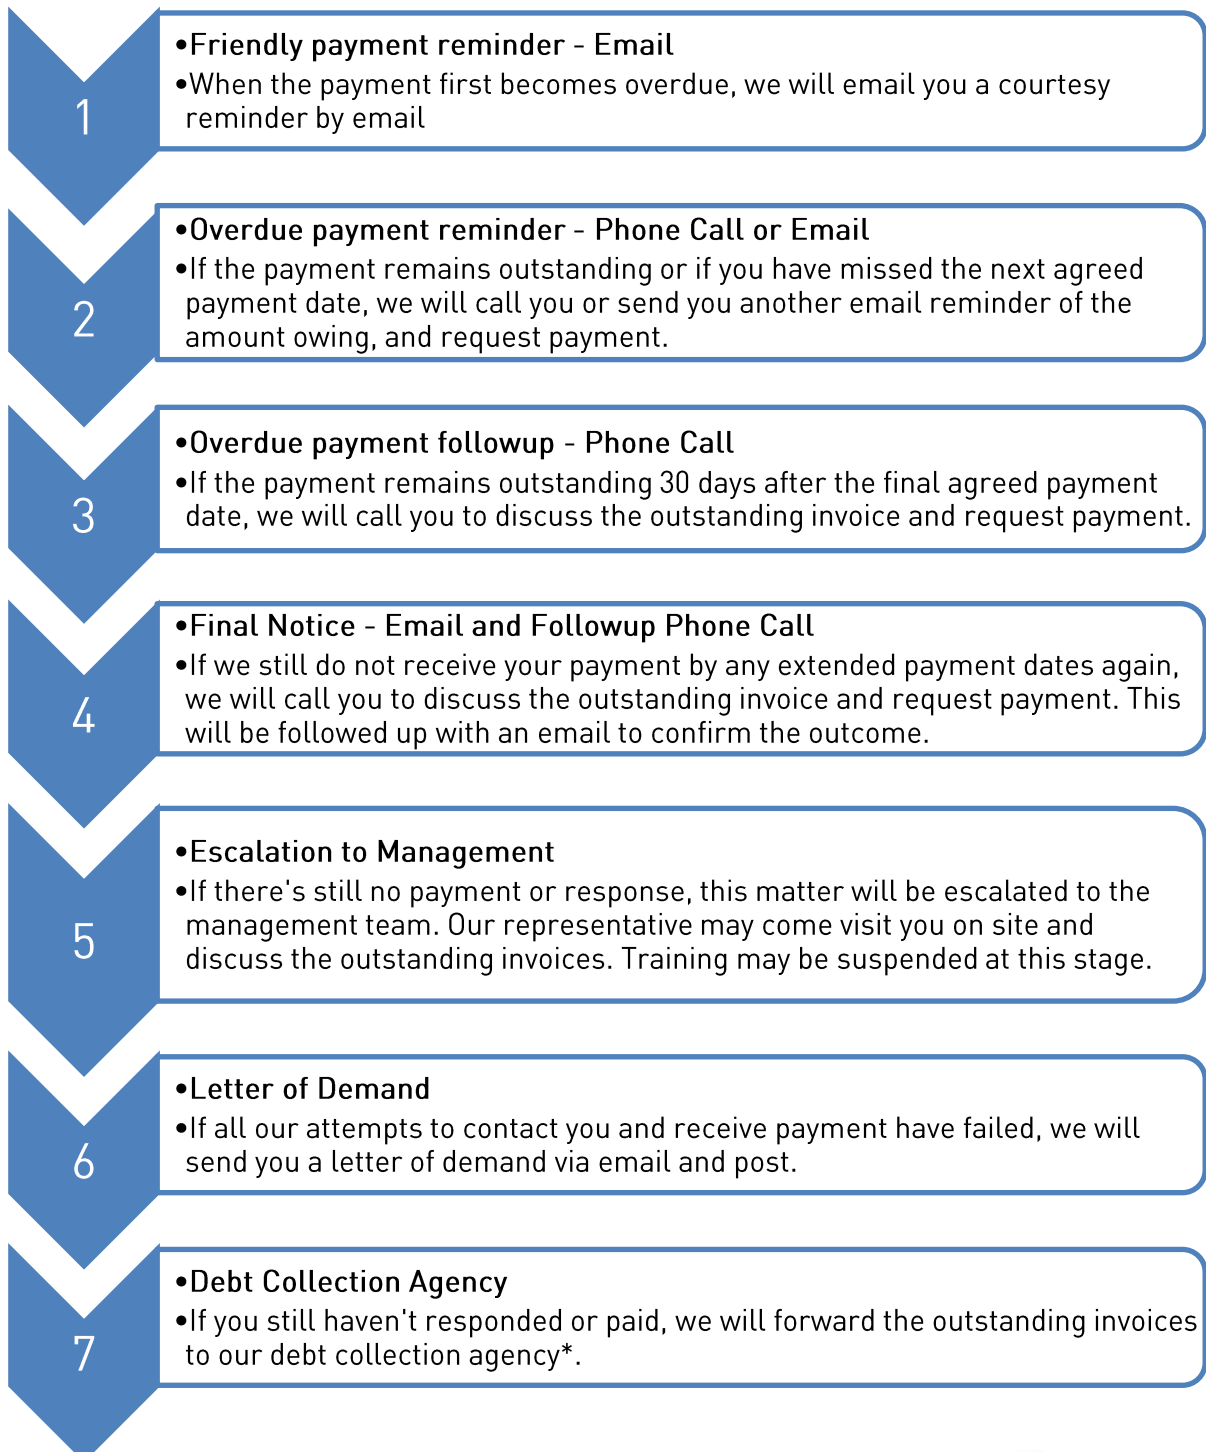 1
•Friendly payment reminder - Email
•When the payment first becomes overdue, we will email you a courtesy
reminder by email
2
•Overdue payment reminder - Phone Call or Email
•If the payment remains outstanding or if you have missed the next agreed
payment date, we will call you or send you another email reminder of the
amount owing, and request payment.
3
•Overdue payment followup - Phone Call
•If the payment remains outstanding 30 days after the final agreed payment
date, we will call you to discuss the outstanding invoice and request payment.
4
•Final Notice - Email and Followup Phone Call
•If we still do not receive your payment by any extended payment dates again,
we will call you to discuss the outstanding invoice and request payment. This
will be followed up with an email to confirm the outcome.
5
•Escalation to Management
•If there's still no payment or response, this matter will be escalated to the
management team. Our representative may come visit you on site and
discuss the outstanding invoices. Training may be suspended at this stage.
6
•Letter of Demand
•If all our attempts to contact you and receive payment have failed, we will
send you a letter of demand via email and post.
7
•Debt Collection Agency
•If you still haven't responded or paid, we will forward the outstanding invoices
to our debt collection agency*.